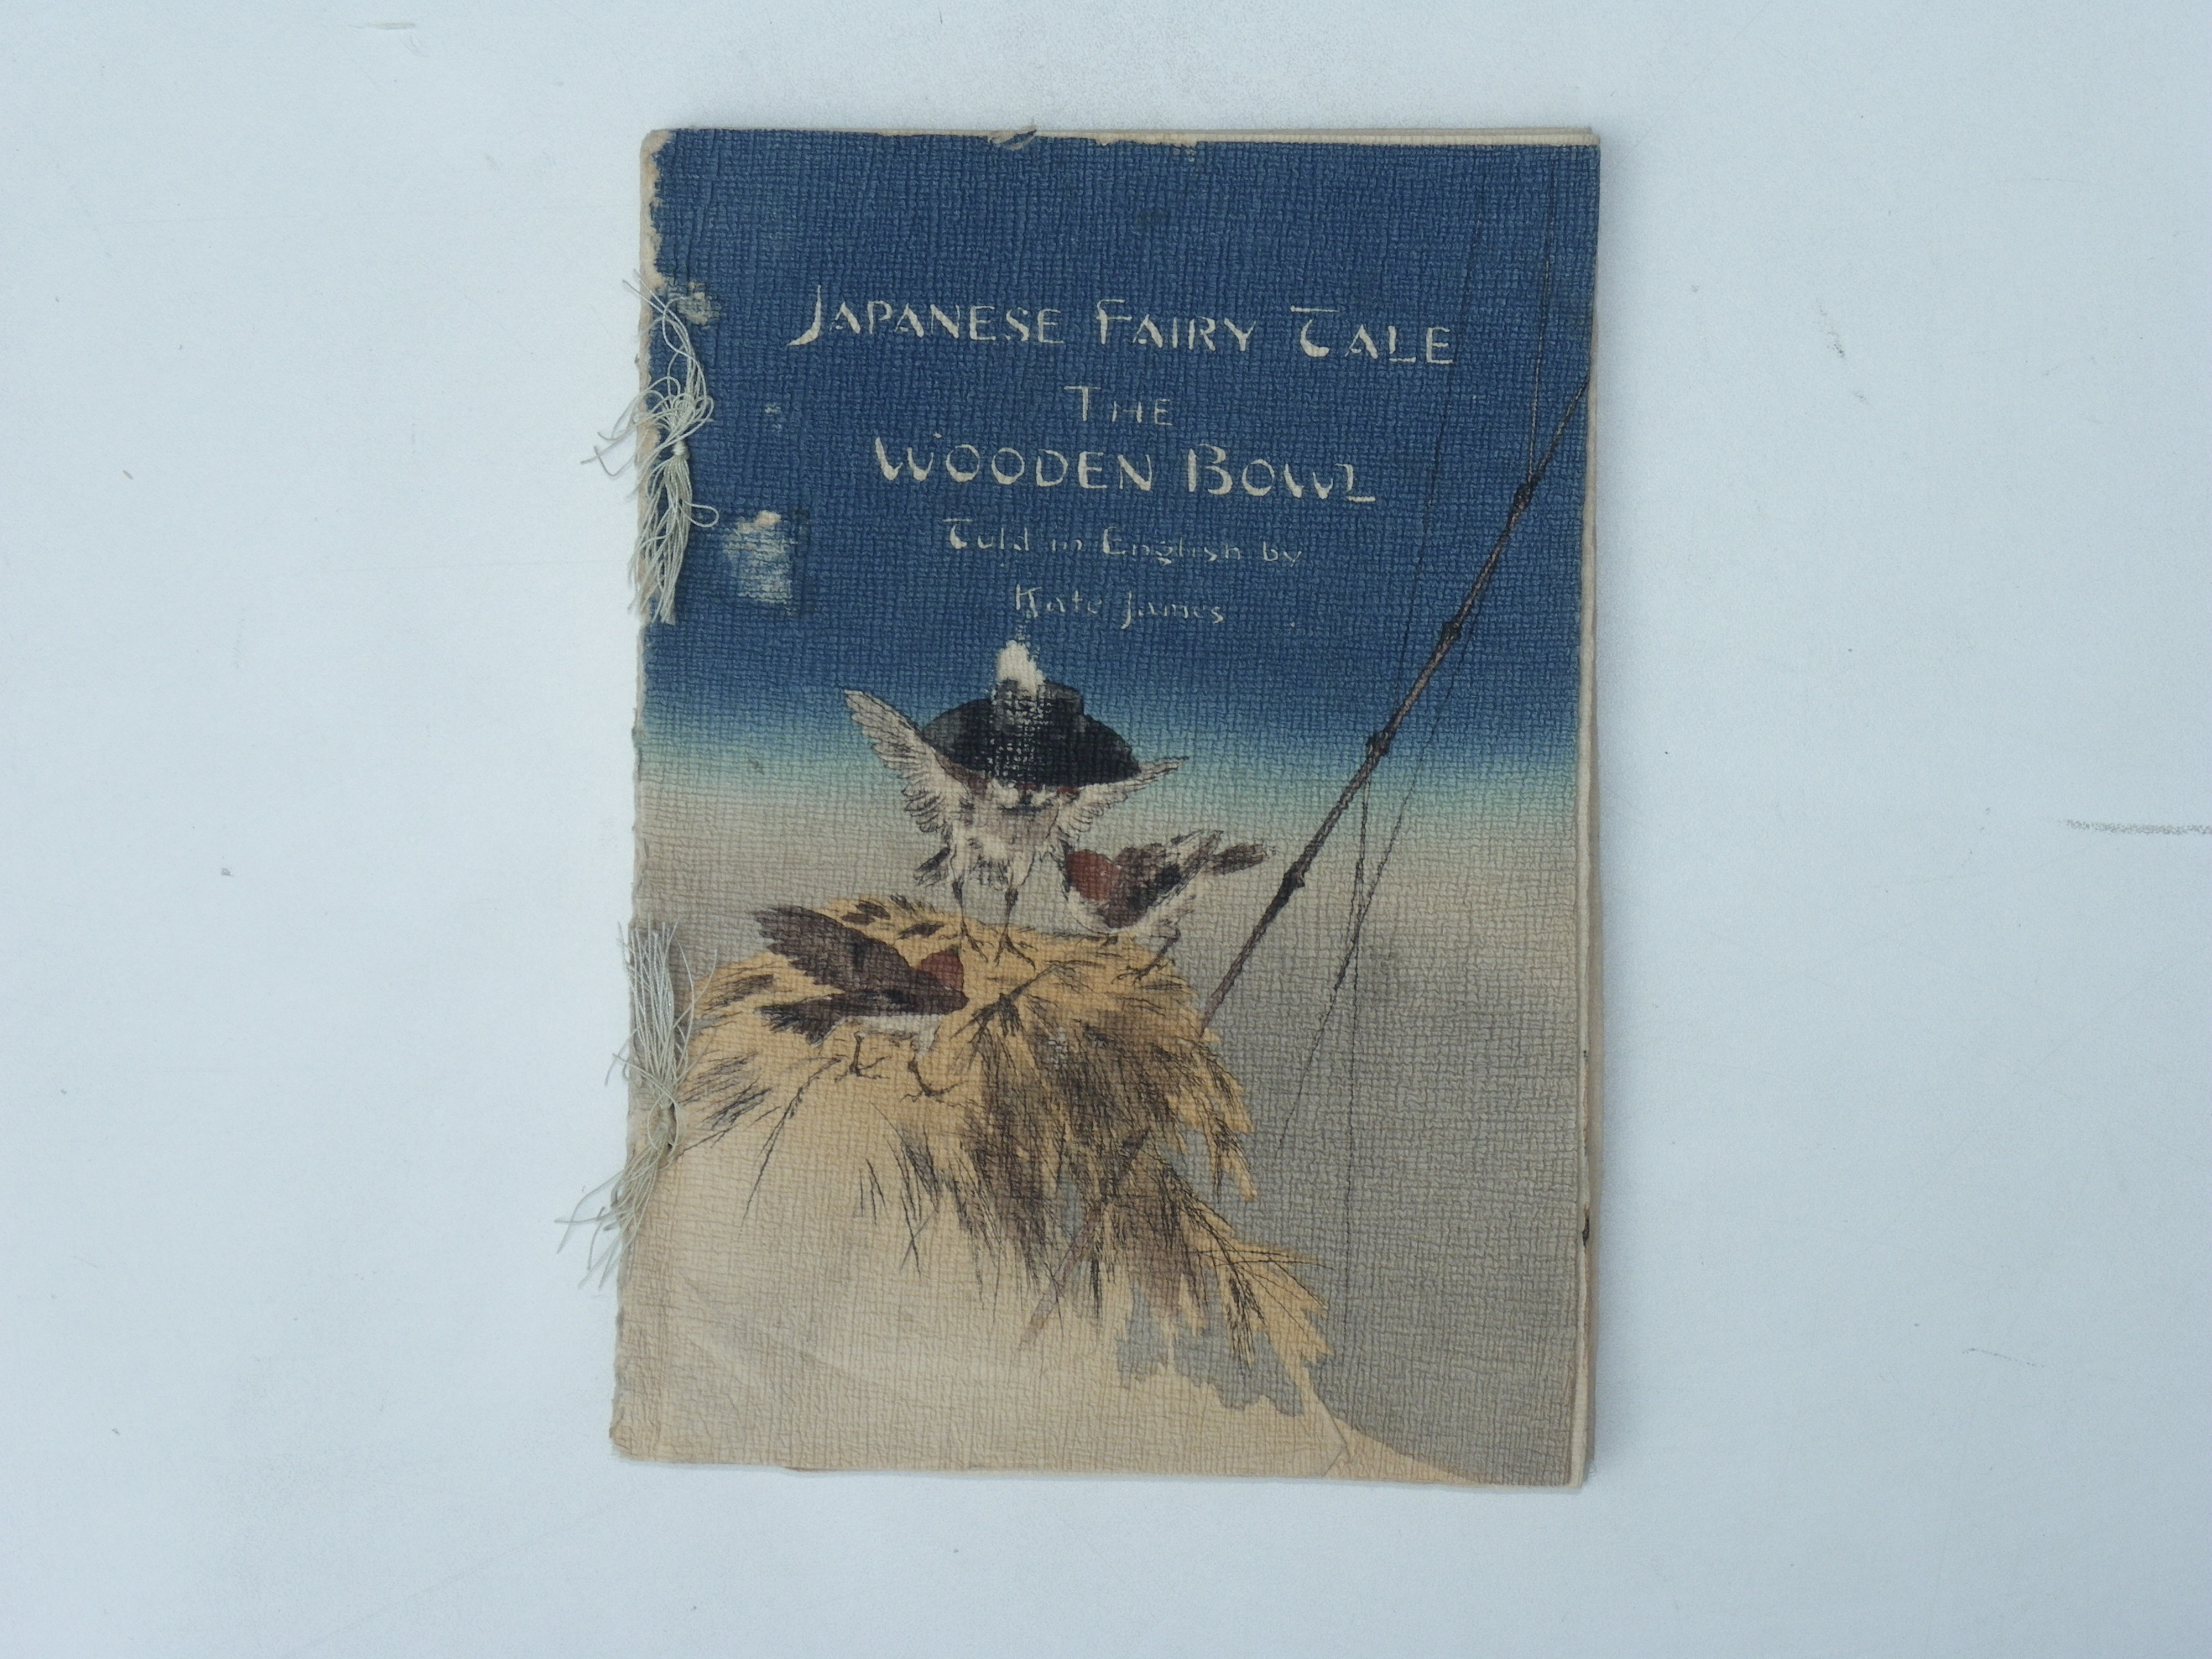 JAPANESE FAIRY TALE
THE
WOODEN BOWL
Told in English by
Kate James